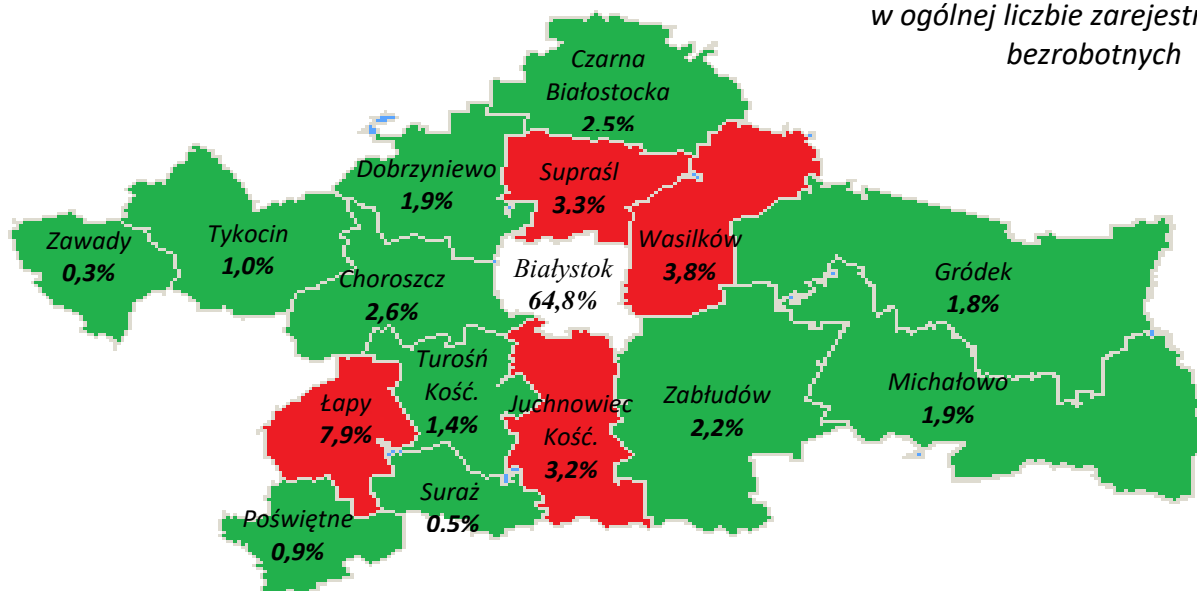 w ogólnej liczbie
bezrobotnych
Czarna
Białostocka
2.5%
Dobrzyniewo
1,9%
Supraśl
3.3%
Zawady
0,3%
Tykocin
1,0%
Choroszcz
2,6%
Białystok
64,8%
Wasilków
3,8%
Gródek
1,8%
Łapy
7,9%
Turośń
Kość.
1,4%
Juchnowiec
Kość.
3,2%
Zabłudów
2,2%
Michałowo
1,9%
Suraż
0.5%
Poświętne
0,9%